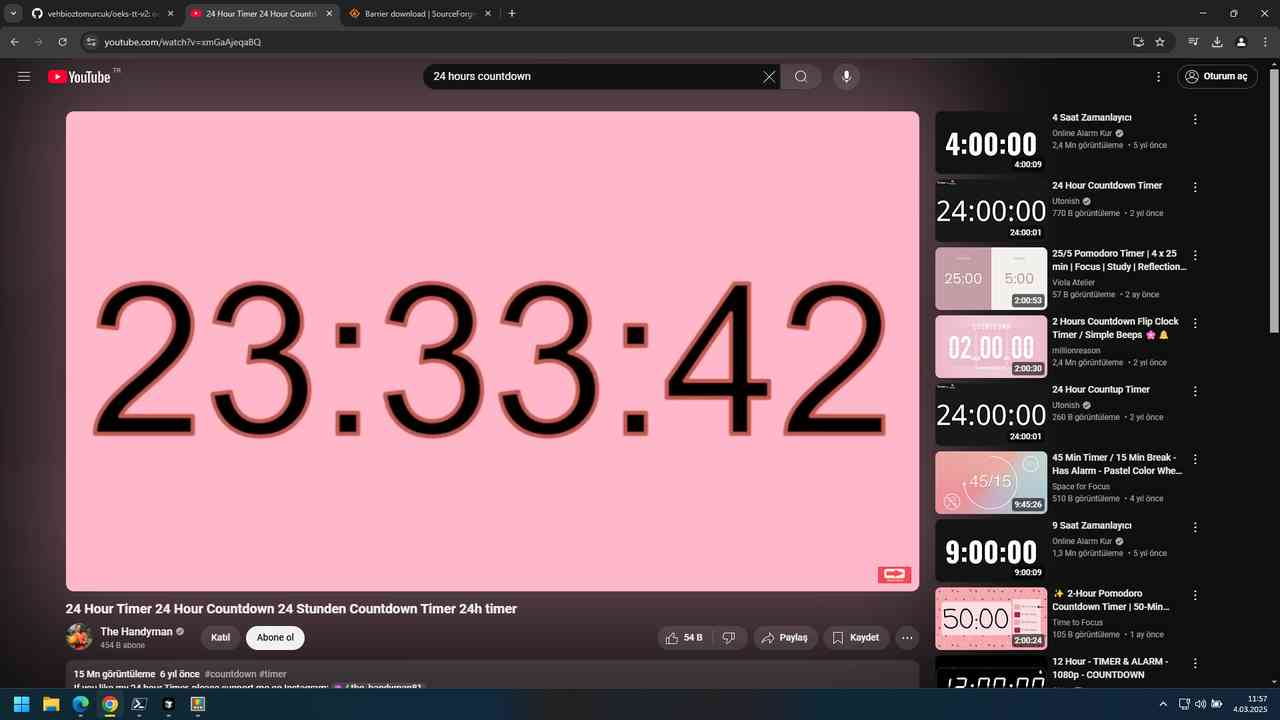 vehbioztomurcuk/oeks-tt-v2: o
24 Hour Timer 24 Hour Countd
Barrier download | SourceForg
youtube.com/watch?v=xmGaAjeqaBQ
YouTube TR
24 hours countdown
Oturum aç
23:33:42
24 Hour Timer 24 Hour Countdown 24 Stunden Countdown Timer 24h timer
The Handyman
454 B abone
Katıl
Abone ol
54 B
Paylaş
Kaydet
15 Mn görüntüleme 6 yıl önce #countdown #timer
If you like my 24 hour Timer, please support me on Instagram: / the_handyman81
4:00:00
4:00:09
4 Saat Zamanlayıcı
Online Alarm Kur
2,4 Mn görüntüleme • 5 yıl önce
24:00:00
24:00:01
24 Hour Countdown Timer
Utonish
770 B görüntüleme • 2 yıl önce
25:00
5:00
2:00:53
25/5 Pomodoro Timer | 4 x 25
min | Focus | Study | Reflection...
Viola Atelier
57 B görüntüleme • 2 ay önce
COUNTDOWN
02 00 00
2:00:30
2 Hours Countdown Flip Clock
Timer / Simple Beeps 🌸 🔔
millionreason
2,4 Mn görüntüleme • 2 yıl önce
24:00:00
24:00:01
24 Hour Countup Timer
Utonish
260 B görüntüleme • 2 yıl önce
45/15
9:45:26
45 Min Timer / 15 Min Break -
Has Alarm - Pastel Color Whe...
Space for Focus
510 B görüntüleme • 4 yıl önce
9:00:00
9:00:09
9 Saat Zamanlayıcı
Online Alarm Kur
1,3 Mn görüntüleme • 5 yıl önce
50:00
2:00:24
✨ 2-Hour Pomodoro
Countdown Timer | 50-Min...
Time to Focus
105 B görüntüleme • 1 ay önce
12:00:00
12 Hour - TIMER & ALARM -
1080p - COUNTDOWN
11:57
4.03.2025